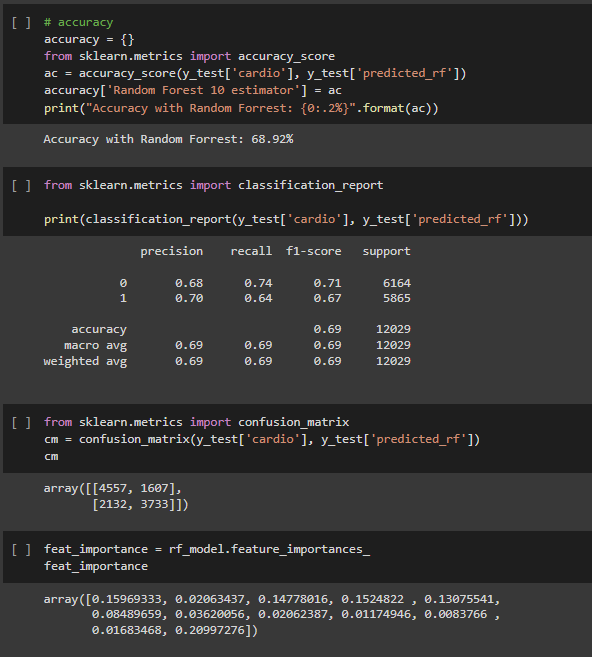 [ ] # accuracy
accuracy = {}
from sklearn.metrics import accuracy_score
ac = accuracy_score(y_test['cardio'], y_test['predicted_rf'])
accuracy['Random Forest 10 estimator'] = ac
print("Accuracy with Random Forrest: {0:.2%}".format(ac))
Accuracy with Random Forrest: 68.92%
[ ] from sklearn.metrics import classification_report
print(classification_report(y_test['cardio'], y_test['predicted_rf']))
precision recall f1-score support
0 0.68 0.74 0.71 6164
1 0.70 0.64 0.67 5865
accuracy 0.69 12029
macro avg 0.69 0.69 0.69 12029
weighted avg 0.69 0.69 0.69 12029
[ ] from sklearn.metrics import confusion_matrix
cm = confusion_matrix(y_test['cardio'], y_test['predicted_rf'])
cm
array([[4557, 1607],
[2132, 3733]])
[ ] feat_importance = rf_model.feature_importances_
feat_importance
array([0.15969333, 0.02063437, 0.14778016, 0.1524822 , 0.13075541,
0.08489659, 0.03620056, 0.02062387, 0.01174946, 0.0083766 ,
0.01683468, 0.20997276])